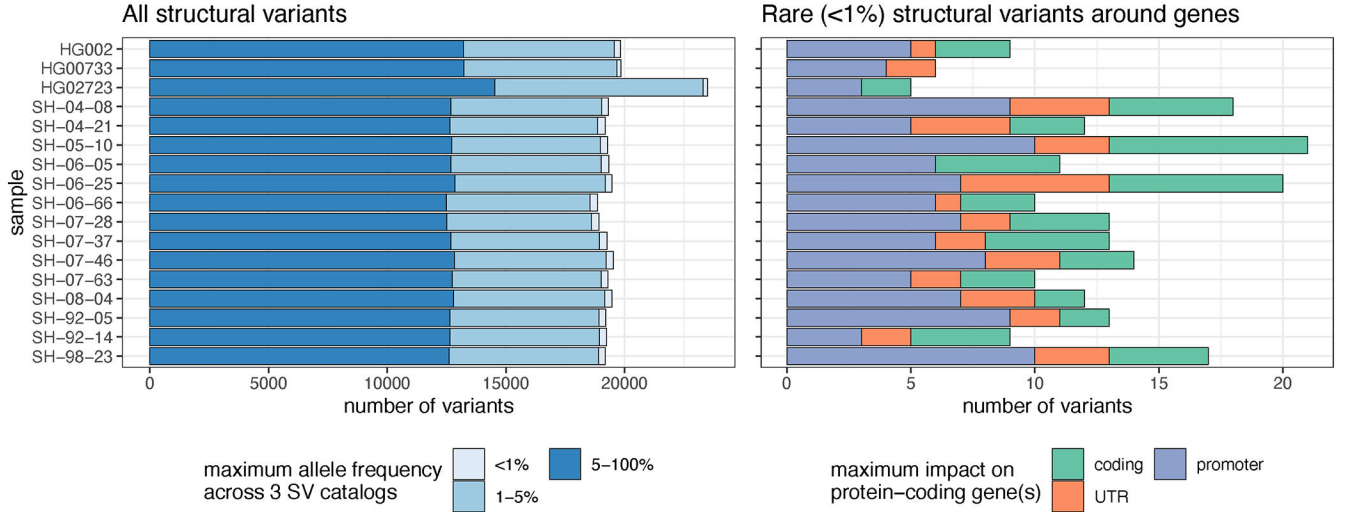 All structural variants
Rare (<1%) structural variants around genes
sample
HG002
HG00733
HG02723
SH−04−08
SH−04−21
SH−05−10
SH−06−05
SH−06−25
SH−06−66
SH−07−28
SH−07−37
SH−07−46
SH−07−63
SH−08−04
SH−92−05
SH−92−14
SH−98−23
0 5000 10000 15000 20000
number of variants
0 5 10 15 20
number of variants
maximum allele frequency
across 3 SV catalogs
<1% 5−100%
1−5%
maximum impact on
protein−coding gene(s)
coding promoter
UTR